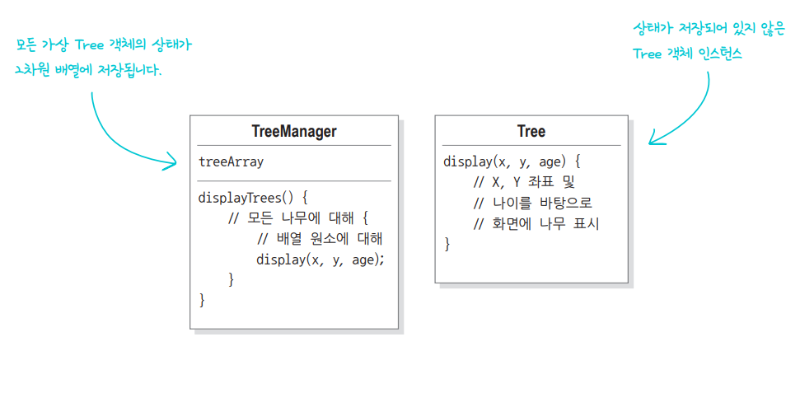 모든 가상 Tree 객체의 상태가
2차원 배열에 저장됩니다.
상태가 저장되어 있지 않은
Tree 객체 인스턴스
TreeManager
treeArray
displayTrees() {
// 모든 나무에 대해 {
// 배열 원소에 대해
display(x, y, age);
}
}
Tree
display(x, y, age) {
// X, Y 좌표 및
// 나이를 바탕으로
// 화면에 나무 표시
}